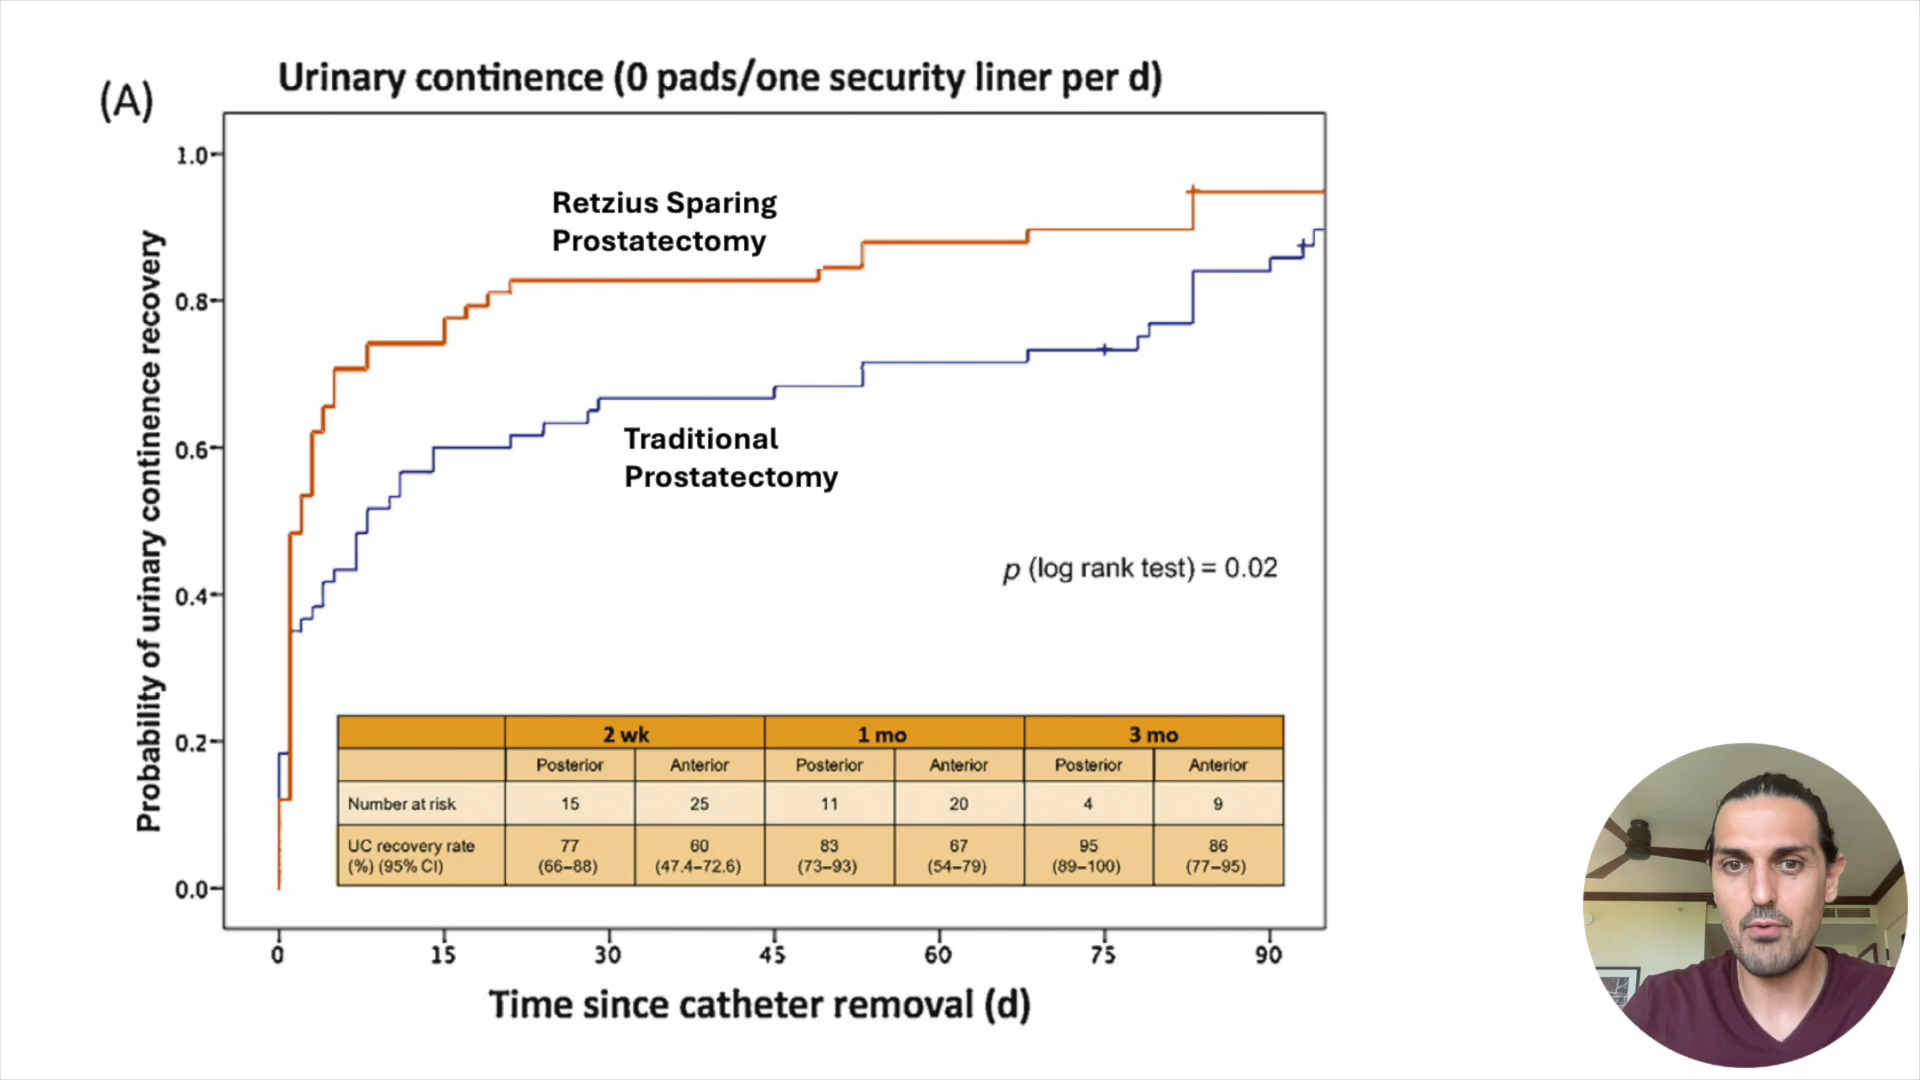 Urinary continence (0 pads/one security liner per d)
(A)
1.0
0.8
0.6
0.4
0.2
0.0
Probability of urinary continence recovery
Retzius Sparing
Prostatectomy
Traditional
Prostatectomy
p (log rank test) = 0.02
2 wk 1 mo 3 mo
Posterior Anterior Posterior Anterior Posterior Anterior
Number at risk 15 25 11 20 4 9
UC recovery rate 77 60 83 67 95 86
(%) (95% CI) (66–88) (47.4–72.6) (73–93) (54–79) (89–100) (77–95)
0 15 30 45 60 75 90
Time since catheter removal (d)